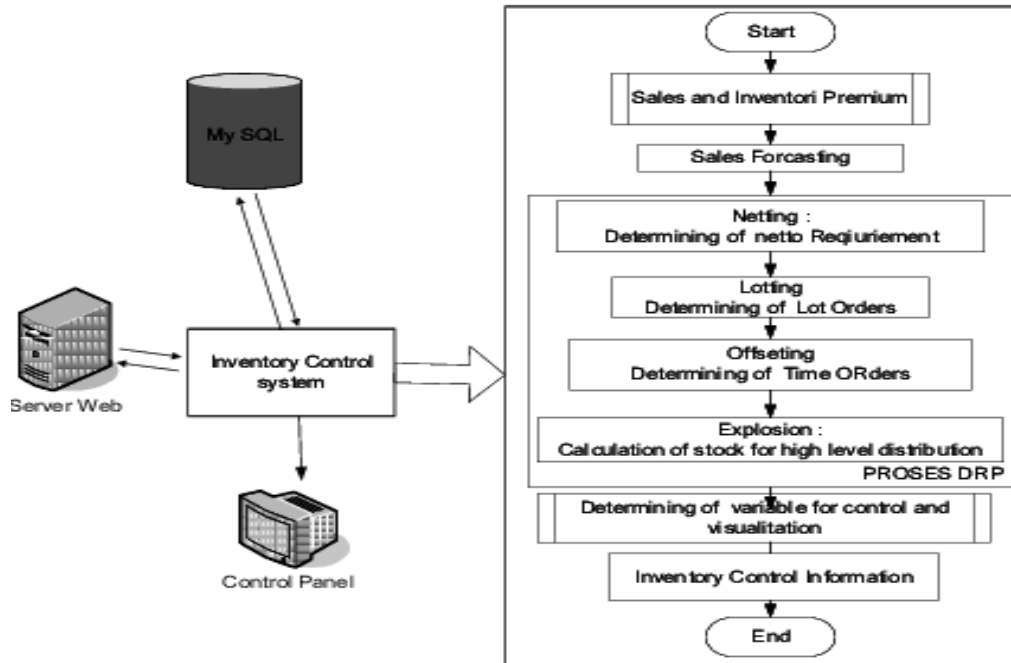 My SQL
Server Web
Inventory Control
system
Control Panel
Start
Sales and Inventori Premium
Sales Forcasting
Netting :
Determining of netto Reqiuriement
Lotting
Determining of Lot Orders
Offseting
Determining of Time ORders
Explosion :
Calculation of stock for high level distribution
PROSES DRP
Determining of variable for control and
visualitation
Inventory Control Information
End